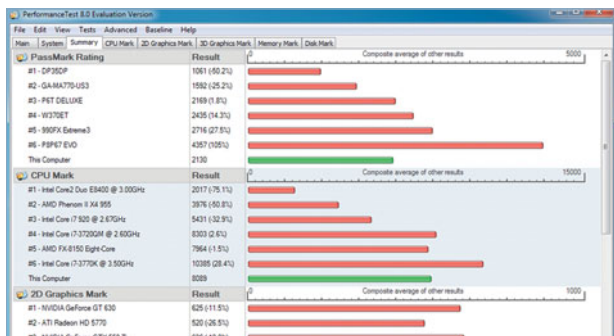 PerformanceTest 8.0 Evaluation Version
File Edit View Tests Advanced Baseline Help
Main System Summary CPU Mark 2D Graphics Mark 3D Graphics Mark Memory Mark Disk Mark
PassMark Rating Result 0 Composite average of other results 5000
#1 - DP35DP 1061 (-50.2%)
#2 - GA-MA770-US3 1592 (-25.2%)
#3 - P6T DELUXE 2169 (1.8%)
#4 - W370ET 2435 (14.3%)
#5 - 990FX Extreme3 2716 (27.5%)
#6 - P8P67 EVO 4357 (105%)
This Computer 2130
CPU Mark Result 0 Composite average of other results 15000
#1 - Intel Core2 Duo E8400 @ 3.00GHz 2017 (-75.1%)
#2 - AMD Phenom II X4 955 3976 (-50.8%)
#3 - Intel Core i7 920 @ 2.67GHz 5431 (-32.9%)
#4 - Intel Core i7-3720QM @ 2.60GHz 8303 (2.6%)
#5 - AMD FX-8150 Eight-Core 7964 (-1.5%)
#6 - Intel Core i7-3770K @ 3.50GHz 10385 (28.4%)
This Computer 8089
2D Graphics Mark Result 0 Composite average of other results 1000
#1 - NVIDIA GeForce GT 630 625 (-11.5%)
#2 - ATI Radeon HD 5770 520 (-26.5%)